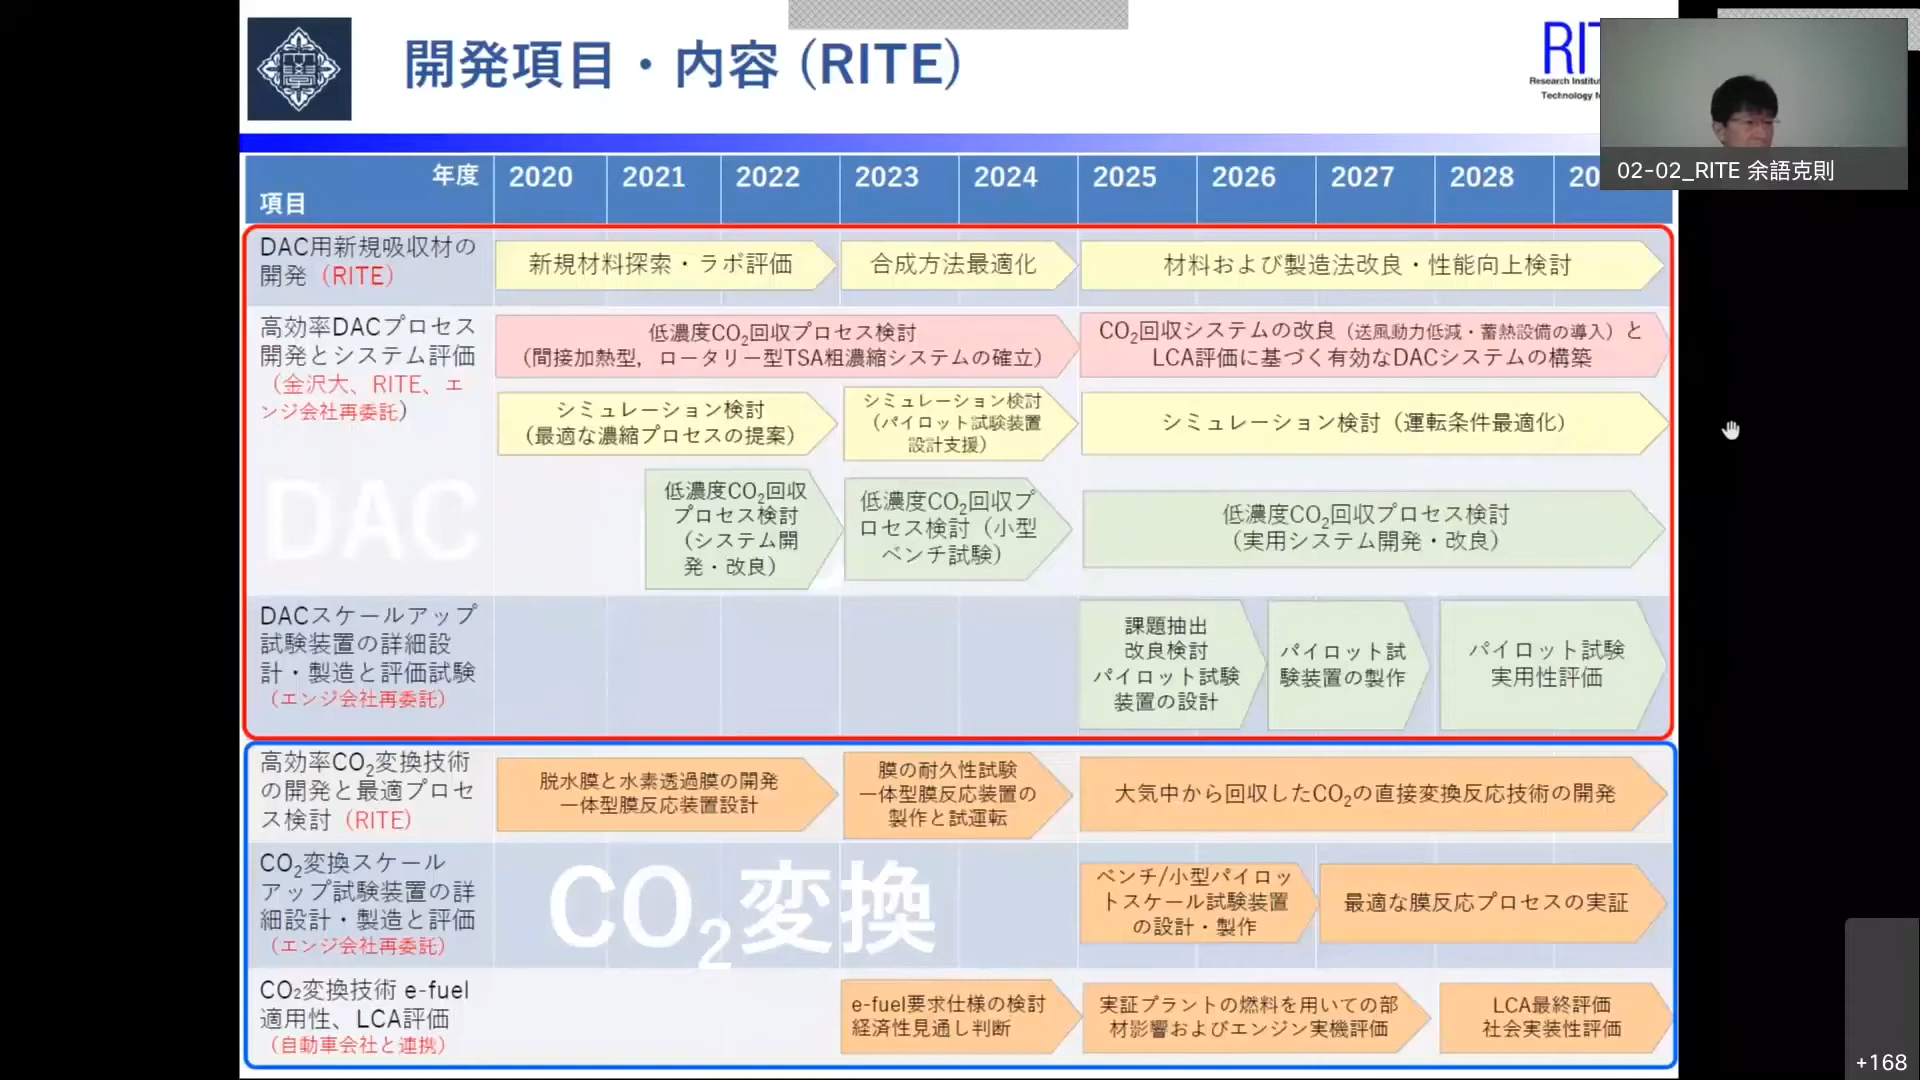 開発項目・内容 (RITE)
RIT
Research Institu
Technology f
02-02_RITE 余語克則
年度
項目
2020
2021
2022
2023
2024
2025
2026
2027
2028
20
DAC用新規吸収材の
開発（RITE）
新規材料探索・ラボ評価
合成方法最適化
材料および製造法改良・性能向上検討
高効率DACプロセス
開発とシステム評価
（金沢大、RITE、エ
ンジ会社再委託）
低濃度CO₂回収プロセス検討
（間接加熱型，ロータリー型TSA粗濃縮システムの確立）
CO₂回収システムの改良（送風動力低減・蓄熱設備の導入）と
LCA評価に基づく有効なDACシステムの構築
シミュレーション検討
（最適な濃縮プロセスの提案）
シミュレーション検討
（パイロット試験装置
設計支援）
シミュレーション検討（運転条件最適化）
DAC
低濃度CO₂回収
プロセス検討
（システム開
発・改良）
低濃度CO₂回収プ
ロセス検討（小型
ベンチ試験）
低濃度CO₂回収プロセス検討
（実用システム開発・改良）
DACスケールアップ
試験装置の詳細設
計・製造と評価試験
（エンジ会社再委託）
課題抽出
改良検討
パイロット試験
装置の設計
パイロット試
験装置の製作
パイロット試験
実用性評価
高効率CO₂変換技術
の開発と最適プロセ
ス検討（RITE）
脱水膜と水素透過膜の開発
一体型膜反応装置設計
膜の耐久性試験
一体型膜反応装置の
製作と試運転
大気中から回収したCO₂の直接変換反応技術の開発
CO₂変換スケール
アップ試験装置の詳
細設計・製造と評価
（エンジ会社再委託）
CO₂変換
ベンチ/小型パイロッ
トスケール試験装置
の設計・製作
最適な膜反応プロセスの実証
CO₂変換技術 e-fuel
適用性、LCA評価
（自動車会社と連携）
e-fuel要求仕様の検討
経済性見通し判断
実証プラントの燃料を用いての部
材影響およびエンジン実機評価
LCA最終評価
社会実装性評価
+168